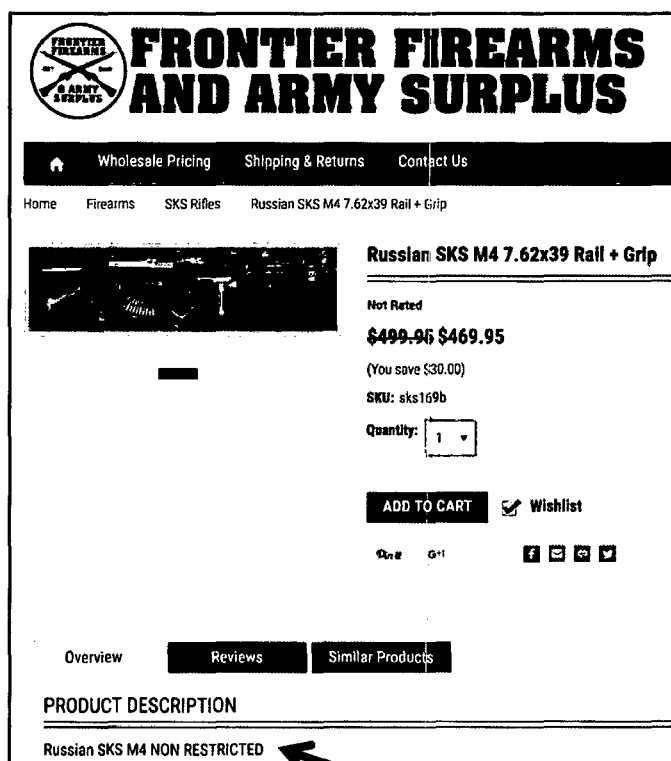 FRONTIER
FIREARMS
& ARMY
SURPLUS
FRONTIER FIREARMS
AND ARMY SURPLUS
Wholesale Pricing Shipping & Returns Contact Us
Home Firearms SKS Rifles Russian SKS M4 7.62x39 Rail + Grip
Russian SKS M4 7.62x39 Rail + Grip
Not Rated
$499.95 $469.95
(You save $30.00)
SKU: sks169b
Quantity: 1
ADD TO CART Wishlist
Pin it G+1
Overview Reviews Similar Products
PRODUCT DESCRIPTION
Russian SKS M4 NON RESTRICTED